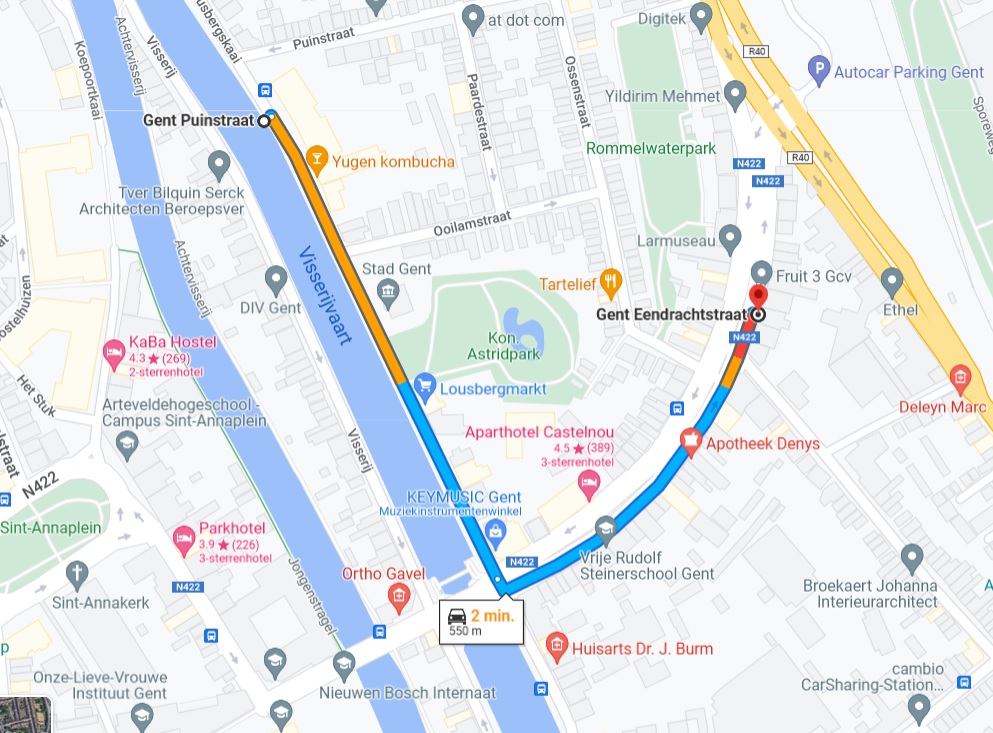 usbergskaai
Koepoortkaai
Achtervisserij
Visserij
Puinstraat
at dot com
Digitek
R40
Autocar Parking Gent
Gent Puinstraat
Paardestraat
Ossenstraat
Yildirim Mehmet
Rommelwaterpark
R40
N422
N422
Sporeweg
Yugen kombucha
Tver Bilquin Serck
Architecten Beroepsver
Ooilamstraat
Achtervisserij
Visserijvaart
DIV Gent
Stad Gent
Larmuseau
Fruit 3 Gcv
Tartelief
Gent Eendrachtstraat
N422
Ethel
Kon.
Astridpark
KaBa Hostel
4.3 ★ (269)
2-sterrenhotel
Het Stuk
Lousbergmarkt
Deleyn Marc
Arteveldehogeschool -
Campus Sint-Annaplein
Visserij
Aparthotel Castelnou
4.5 ★ (389)
3-sterrenhotel
Apotheek Denys
N422
KEYMUSIC Gent
Muziekinstrumentenwinkel
Sint-Annaplein
Parkhotel
3.9 ★ (226)
3-sterrenhotel
N422
Vrije Rudolf
Steinerschool Gent
Ortho Gavel
Jongenstragel
N422
Sint-Annakerk
2 min.
550 m
Broekaert Johanna
Interieurarchitect
Huisarts Dr. J. Burm
Onze-Lieve-Vrouwe
Instituut Gent
Nieuwen Bosch Internaat
cambio
CarSharing-Station...